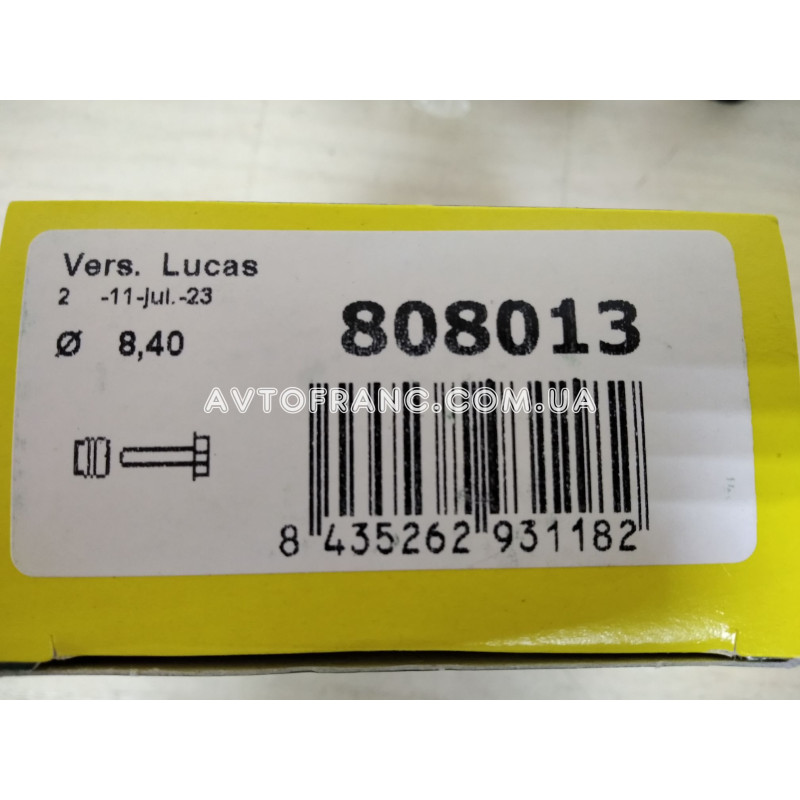 Vers. Lucas
2 -11-jul.-23
Ø 8,40
808013
AVTOFRANC.COM.UA
8 435262 931182